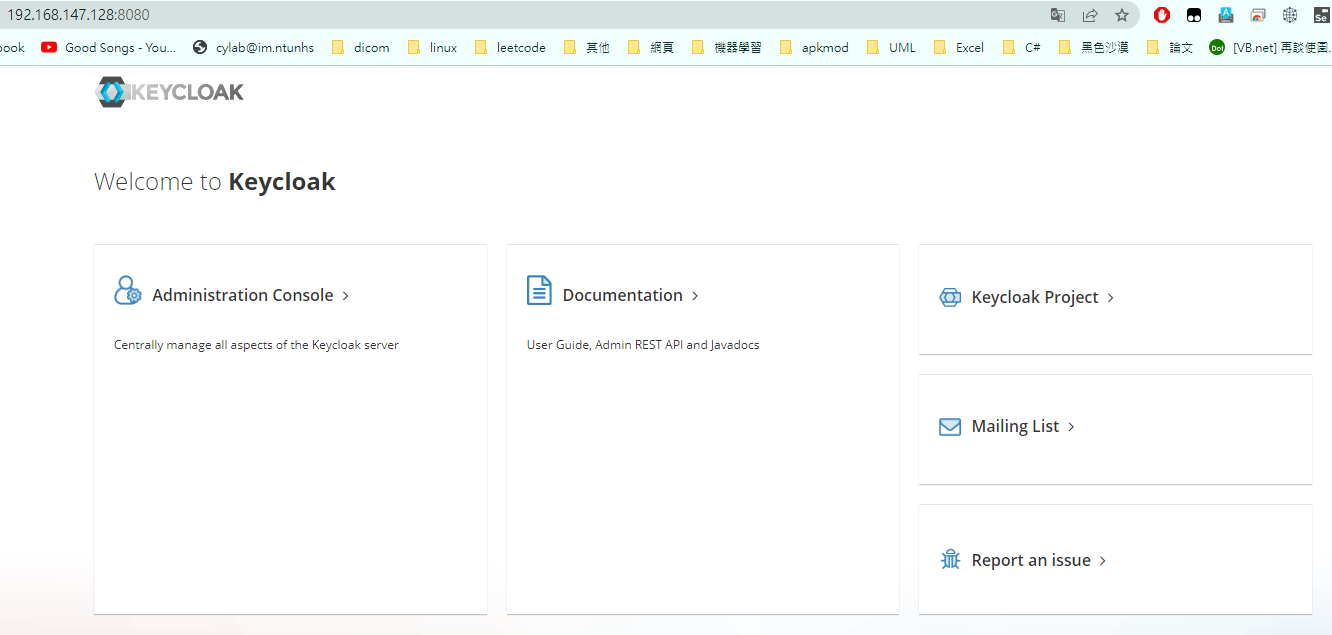 192.168.147.128:8080
ook Good Songs - You... cylab@im.ntunhs dicom linux leetcode 其他 網頁 機器學習 apkmod UML Excel C# 黑色沙漠 論文 Dot [VB.net] 再談使用
KEYCLOAK
Welcome to Keycloak
Administration Console
Centrally manage all aspects of the Keycloak server
Documentation
User Guide, Admin REST API and Javadocs
Keycloak Project
Mailing List
Report an issue